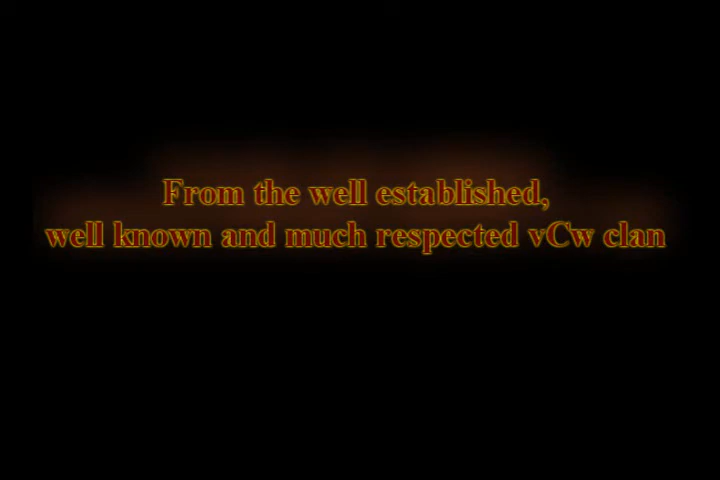 From the well established,
well known and much respected vCw clan